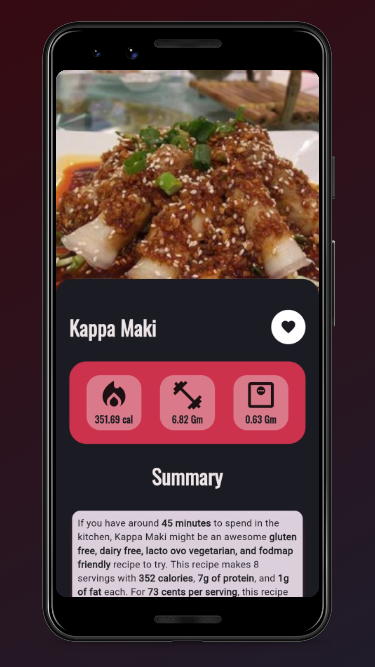 Kappa Maki
351.69 cal
6.82 Gm
0.63 Gm
Summary
If you have around 45 minutes to spend in the
kitchen, Kappa Maki might be an awesome gluten
free, dairy free, lacto ovo vegetarian, and fodmap
friendly recipe to try. This recipe makes 8
servings with 352 calories, 7g of protein, and 1g
of fat each. For 73 cents per serving, this recipe